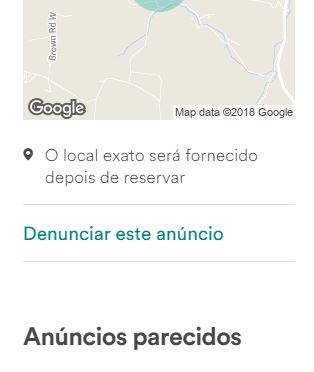 Brown Rd W
Google
Map data ©2018 Google
O local exato será fornecido
depois de reservar
Denunciar este anúncio
Anúncios parecidos